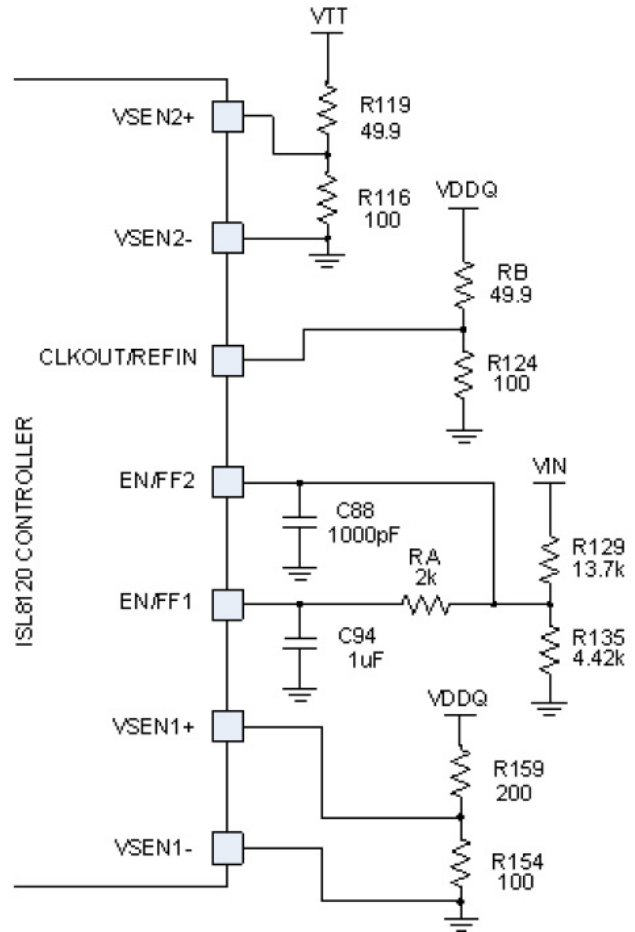 VTT
VSEN2+
R119
49.9
R116
100
VSEN2-
VDDQ
RB
49.9
CLKOUT/REFIN
R124
100
ISL8120 CONTROLLER
EN/FF2
VIN
C88
1000pF
RA
2k
R129
13.7k
EN/FF1
C94
1uF
R135
4.42k
VDDQ
VSEN1+
R159
200
VSEN1-
R154
100